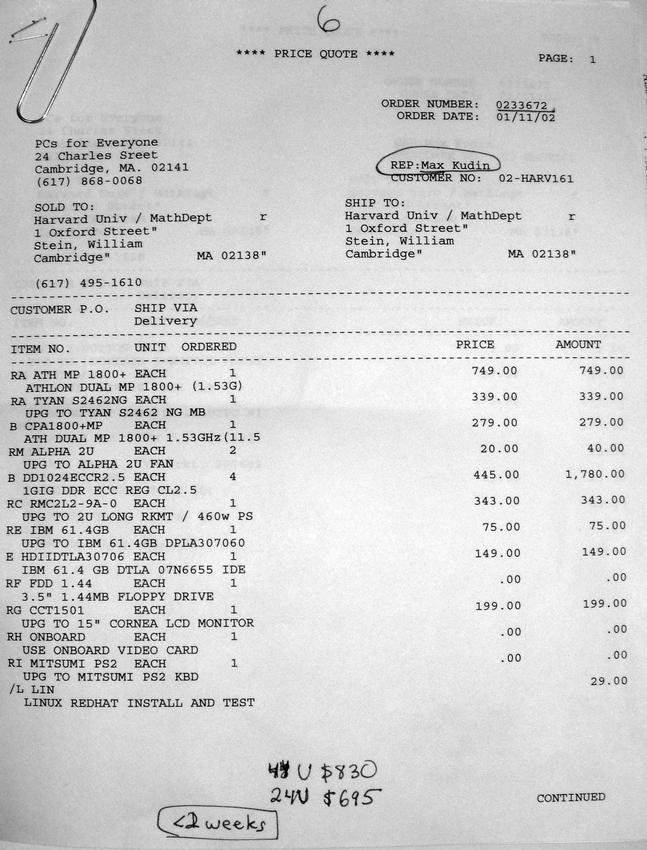 6
**** PRICE QUOTE ****
PAGE: 1
ORDER NUMBER: 0233672
ORDER DATE: 01/11/02
PCs for Everyone
24 Charles Sreet
Cambridge, MA. 02141
(617) 868-0068
REP:Max Kudin
CUSTOMER NO: 02-HARV161
SOLD TO:
Harvard Univ / MathDept r
1 Oxford Street"
Stein, William
Cambridge" MA 02138"
(617) 495-1610
SHIP TO:
Harvard Univ / MathDept r
1 Oxford Street"
Stein, William
Cambridge" MA 02138"
CUSTOMER P.O. SHIP VIA
Delivery
ITEM NO. UNIT ORDERED PRICE AMOUNT
RA ATH MP 1800+ EACH 1 749.00 749.00
ATHLON DUAL MP 1800+ (1.53G)
RA TYAN S2462NG EACH 1 339.00 339.00
UPG TO TYAN S2462 NG MB
B CPA1800+MP EACH 1 279.00 279.00
ATH DUAL MP 1800+ 1.53GHz(11.5
RM ALPHA 2U EACH 2 20.00 40.00
UPG TO ALPHA 2U FAN
B DD1024ECCR2.5 EACH 4 445.00 1,780.00
1GIG DDR ECC REG CL2.5
RC RMC2L2-9A-0 EACH 1 343.00 343.00
UPG TO 2U LONG RKMT / 460w PS
RE IBM 61.4GB EACH 1 75.00 75.00
UPG TO IBM 61.4GB DPLA307060
E HDIIDTLA30706 EACH 1 149.00 149.00
IBM 61.4 GB DTLA 07N6655 IDE
RF FDD 1.44 EACH 1 .00 .00
3.5" 1.44MB FLOPPY DRIVE
RG CCT1501 EACH 1 199.00 199.00
UPG TO 15" CORNEA LCD MONITOR
RH ONBOARD EACH 1 .00 .00
USE ONBOARD VIDEO CARD
RI MITSUMI PS2 EACH 1 .00 .00
UPG TO MITSUMI PS2 KBD
/L LIN 29.00
LINUX REDHAT INSTALL AND TEST
U $830
24U $695
<2 weeks
CONTINUED